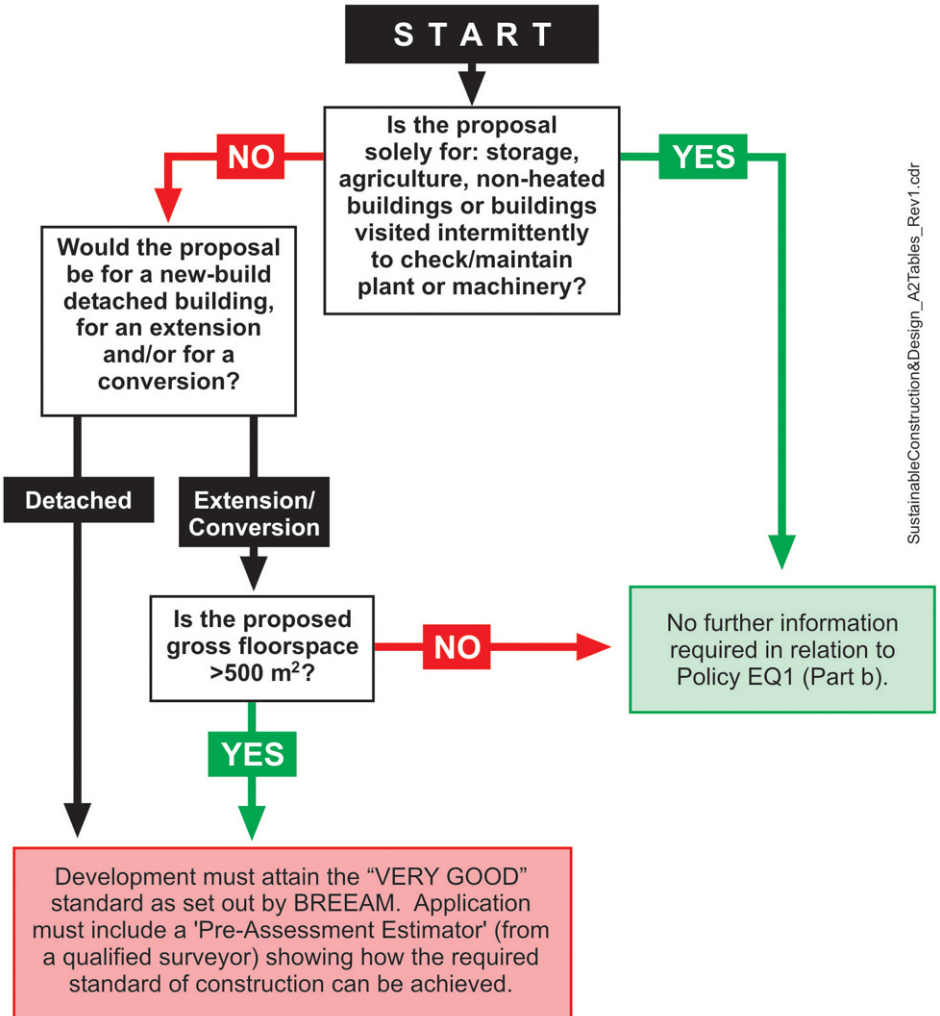 S T A R T
Is the proposal
solely for: storage,
agriculture, non-heated
buildings or buildings
visited intermittently
to check/maintain
plant or machinery?
NO
YES
Would the proposal
be for a new-build
detached building,
for an extension
and/or for a
conversion?
Detached
Extension/
Conversion
Is the proposed
gross floorspace
>500 m²?
NO
YES
No further information
required in relation to
Policy EQ1 (Part b).
Development must attain the “VERY GOOD”
standard as set out by BREEAM.  Application
must include a 'Pre-Assessment Estimator' (from
a qualified surveyor) showing how the required
standard of construction can be achieved.
SustainableConstruction&Design_A2Tables_Rev1.cdr